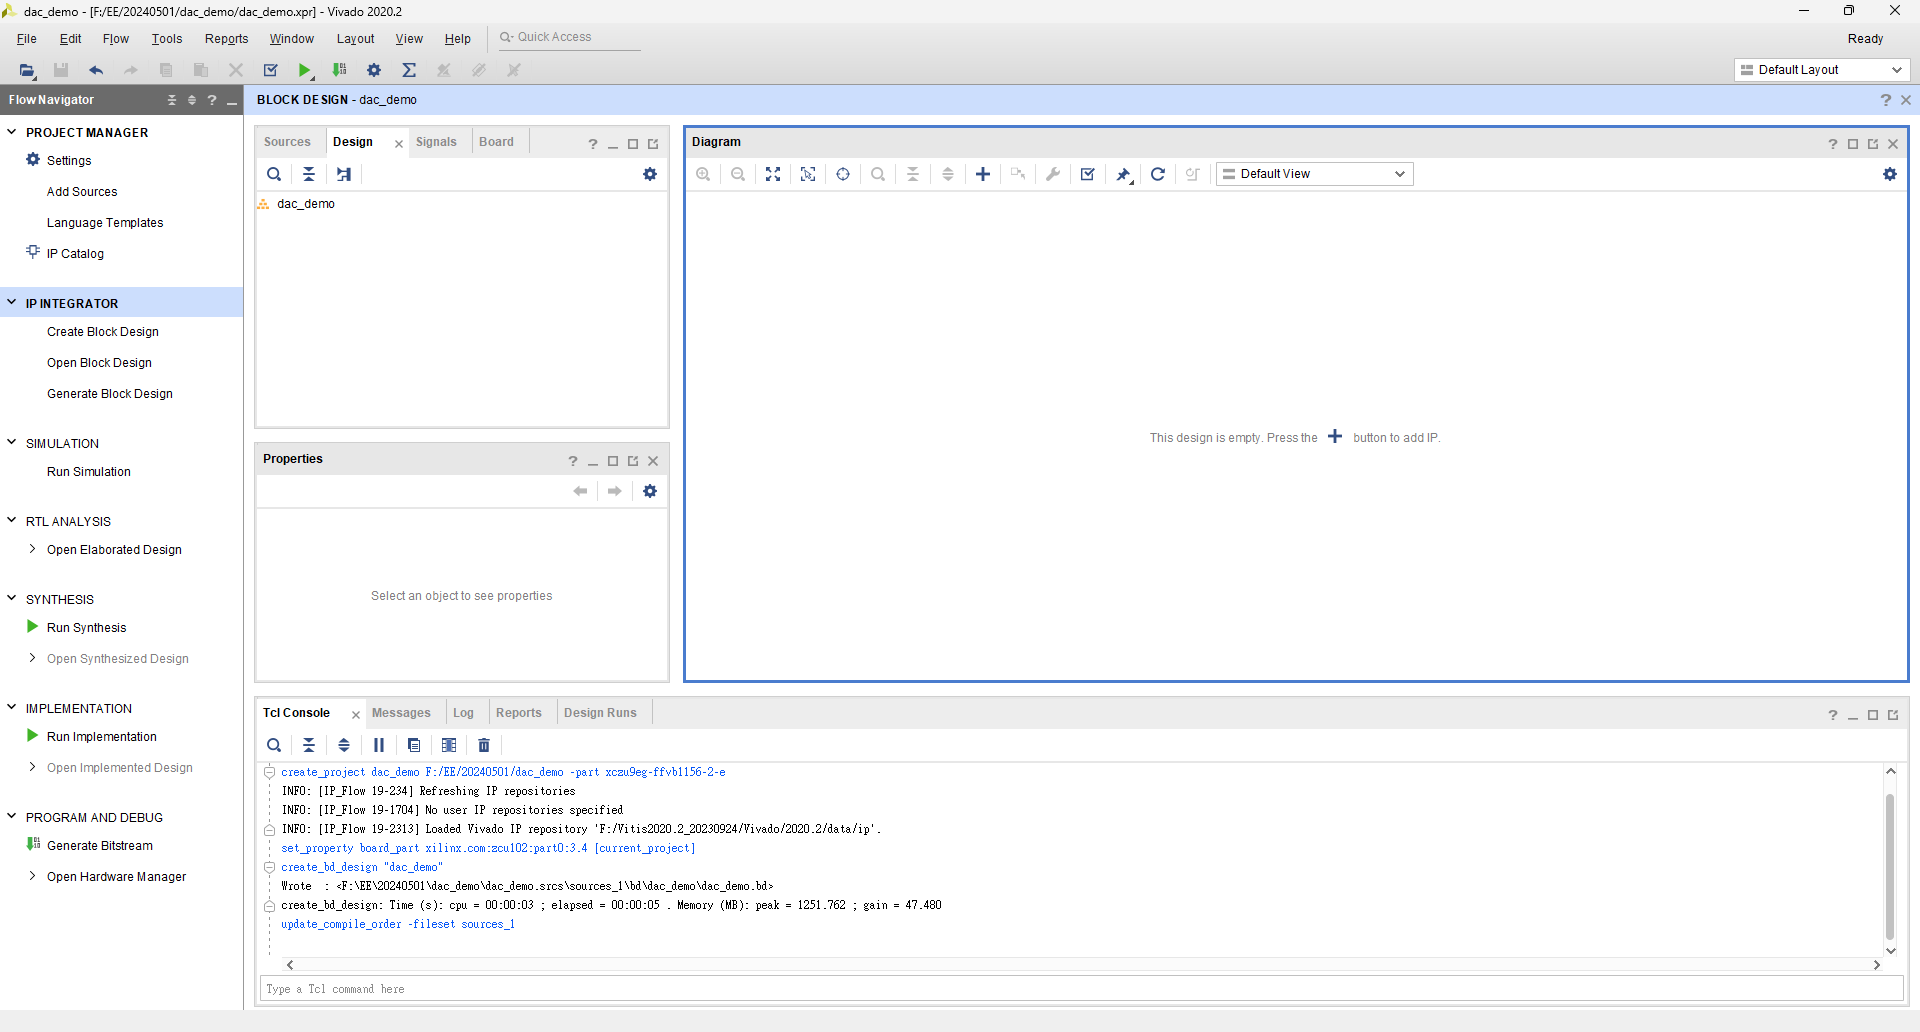 dac_demo - [F:/EE/20240501/dac_demo/dac_demo.xpr] - Vivado 2020.2
File Edit Flow Tools Reports Window Layout View Help Quick Access Ready
Default Layout
Flow Navigator
PROJECT MANAGER
Settings
Add Sources
Language Templates
IP Catalog
IP INTEGRATOR
Create Block Design
Open Block Design
Generate Block Design
SIMULATION
Run Simulation
RTL ANALYSIS
Open Elaborated Design
SYNTHESIS
Run Synthesis
Open Synthesized Design
IMPLEMENTATION
Run Implementation
Open Implemented Design
PROGRAM AND DEBUG
Generate Bitstream
Open Hardware Manager
BLOCK DESIGN - dac_demo
Sources Design Signals Board
dac_demo
Properties
Select an object to see properties
Diagram
Default View
This design is empty. Press the + button to add IP.
Tcl Console Messages Log Reports Design Runs
create_project dac_demo F:/EE/20240501/dac_demo -part xczu9eg-ffvb1156-2-e
INFO: [IP_Flow 19-234] Refreshing IP repositories
INFO: [IP_Flow 19-1704] No user IP repositories specified
INFO: [IP_Flow 19-2313] Loaded Vivado IP repository 'F:/Vitis2020.2_20230924/Vivado/2020.2/data/ip'.
set_property board_part xilinx.com:zcu102:part0:3.4 [current_project]
create_bd_design "dac_demo"
Wrote : <F:\EE\20240501\dac_demo\dac_demo.srcs\sources_1\bd\dac_demo\dac_demo.bd>
create_bd_design: Time (s): cpu = 00:00:03 ; elapsed = 00:00:05 . Memory (MB): peak = 1251.762 ; gain = 47.480
update_compile_order -fileset sources_1
Type a Tcl command here